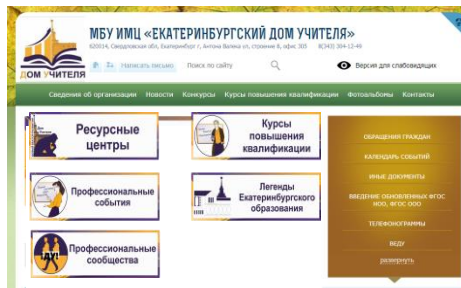 МБУ ИМЦ «ЕКАТЕРИНБУРГСКИЙ ДОМ УЧИТЕЛЯ»
620014, Свердловская обл., Екатеринбург г, Антона Валека ул, строение 8, офис 303 8(343) 304-12-49
ДОМ УЧИТЕЛЯ
Написать письмо Поиск по сайту Версия для слабовидящих
Сведения об организации Новости Конкурсы Курсы повышения квалификации Фотоальбомы Контакты
Ресурсные
центры
Курсы
повышения
квалификации
Профессиональные
события
Легенды
Екатеринбургского
образования
ИДУ!
Профессиональные
сообщества
ОБРАЩЕНИЯ ГРАЖДАН
КАЛЕНДАРЬ СОБЫТИЙ
ИНЫЕ ДОКУМЕНТЫ
ВВЕДЕНИЕ ОБНОВЛЕННЫХ ФГОС
НОО, ФГОС ООО
ТЕЛЕФОНОГРАММЫ
ВЕДУ
развернуть